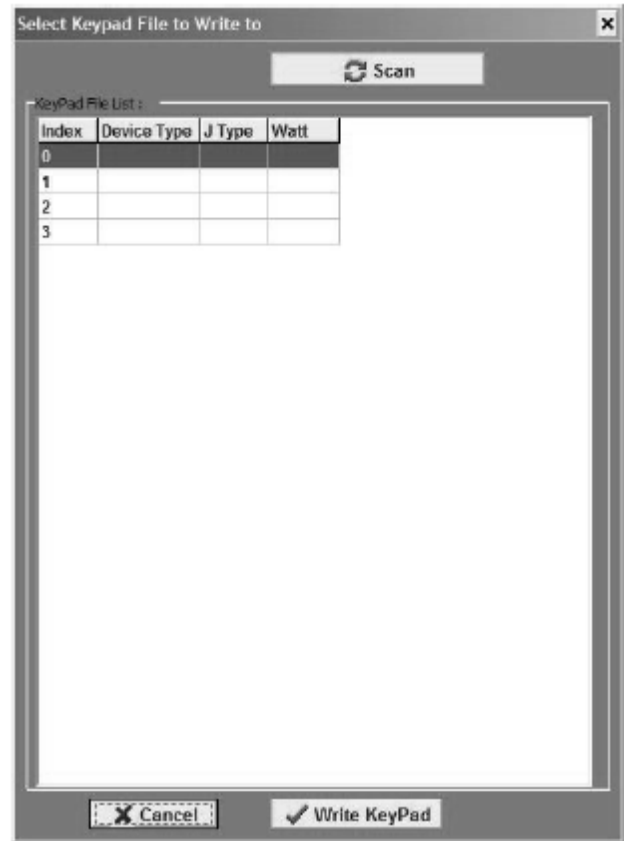 Select Keypad File to Write to
Scan
KeyPad File List :
Index Device Type J Type Watt
0
1
2
3
Cancel
Write KeyPad